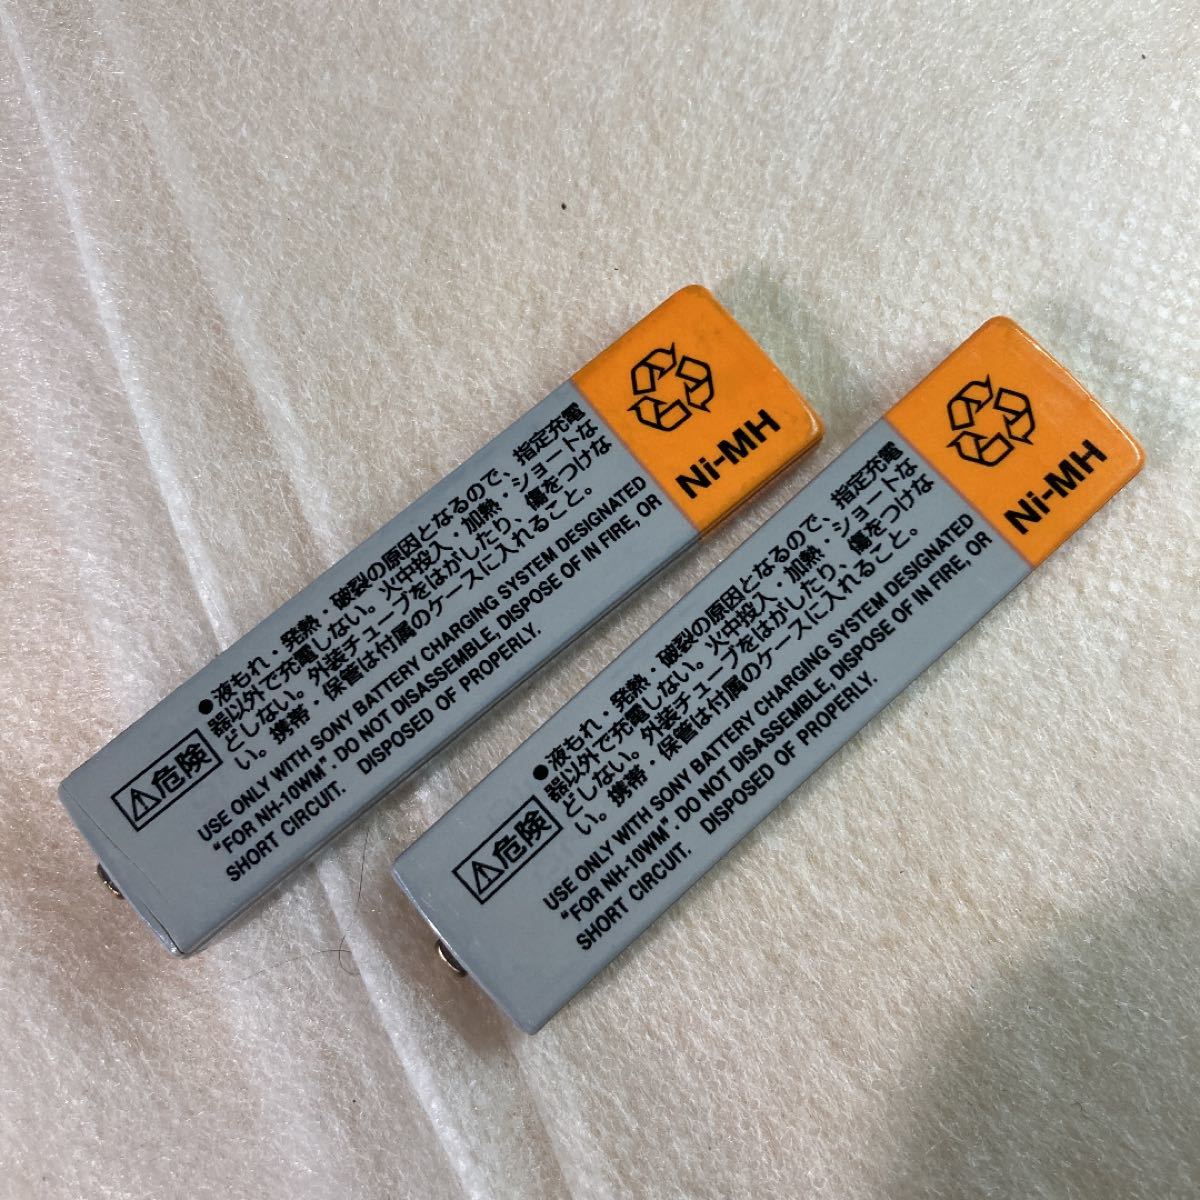 Ni-MH
⚠危険
●液もれ・発熱・破裂の原因となるので、指定充電
器以外で充電しない。火中投入・加熱・ショートな
どしない。外装チューブをはがしたり、傷をつけな
い。携帯・保管は付属のケースに入れること。
USE ONLY WITH SONY BATTERY CHARGING SYSTEM DESIGNATED
"FOR NH-10WM". DO NOT DISASSEMBLE, DISPOSE OF IN FIRE, OR
SHORT CIRCUIT. DISPOSED OF PROPERLY.
Ni-MH
⚠危険
●液もれ・発熱・破裂の原因となるので、指定充電
器以外で充電しない。火中投入・加熱・ショートな
どしない。外装チューブをはがしたり、傷をつけな
い。携帯・保管は付属のケースに入れること。
USE ONLY WITH SONY BATTERY CHARGING SYSTEM DESIGNATED
"FOR NH-10WM". DO NOT DISASSEMBLE, DISPOSE OF IN FIRE, OR
SHORT CIRCUIT. DISPOSED OF PROPERLY.